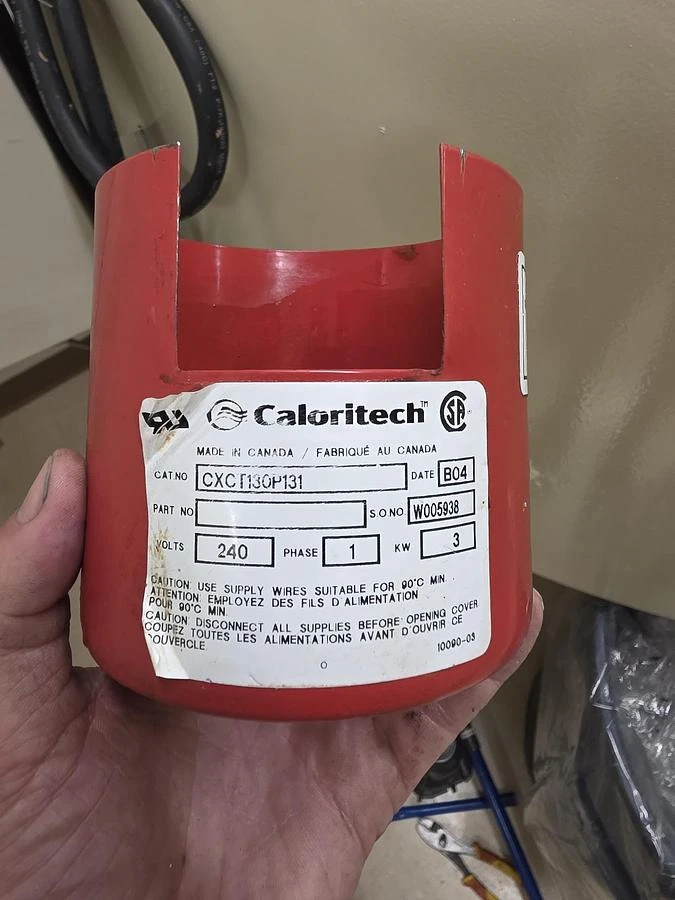 Caloritech™ SA
MADE IN CANADA / FABRIQUÉ AU CANADA
CAT.NO CXCT130P131 DATE B04
PART NO S.O.NO. W005938
VOLTS 240 PHASE 1 KW 3
CAUTION: USE SUPPLY WIRES SUITABLE FOR 90°C MIN.
ATTENTION: EMPLOYEZ DES FILS D'ALIMENTATION
POUR 90°C MIN.
CAUTION: DISCONNECT ALL SUPPLIES BEFORE OPENING COVER
COUPEZ TOUTES LES ALIMENTATIONS AVANT D'OUVRIR CE
COUVERCLE.
10090-03